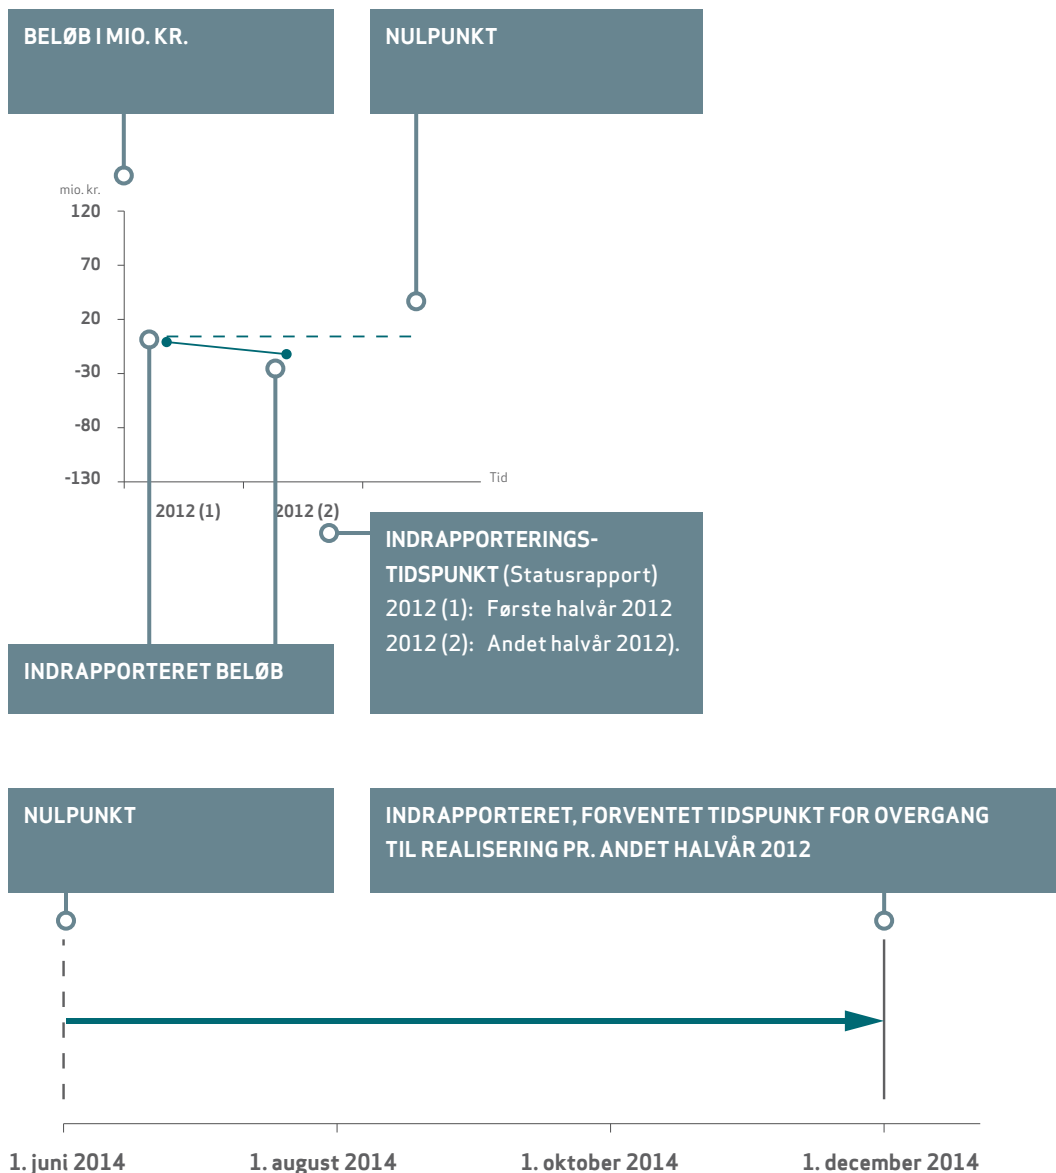 BELØB I MIO. KR.
NULPUNKT
mio. kr.
120
70
20
-30
-80
-130
Tid
2012 (1)
2012 (2)
INDRAPPORTERINGS-
TIDSPUNKT (Statusrapport)
2012 (1): Første halvår 2012
2012 (2): Andet halvår 2012).
INDRAPPORTERET BELØB
NULPUNKT
INDRAPPORTERET, FORVENTET TIDSPUNKT FOR OVERGANG
TIL REALISERING PR. ANDET HALVÅR 2012
1. juni 2014
1. august 2014
1. oktober 2014
1. december 2014